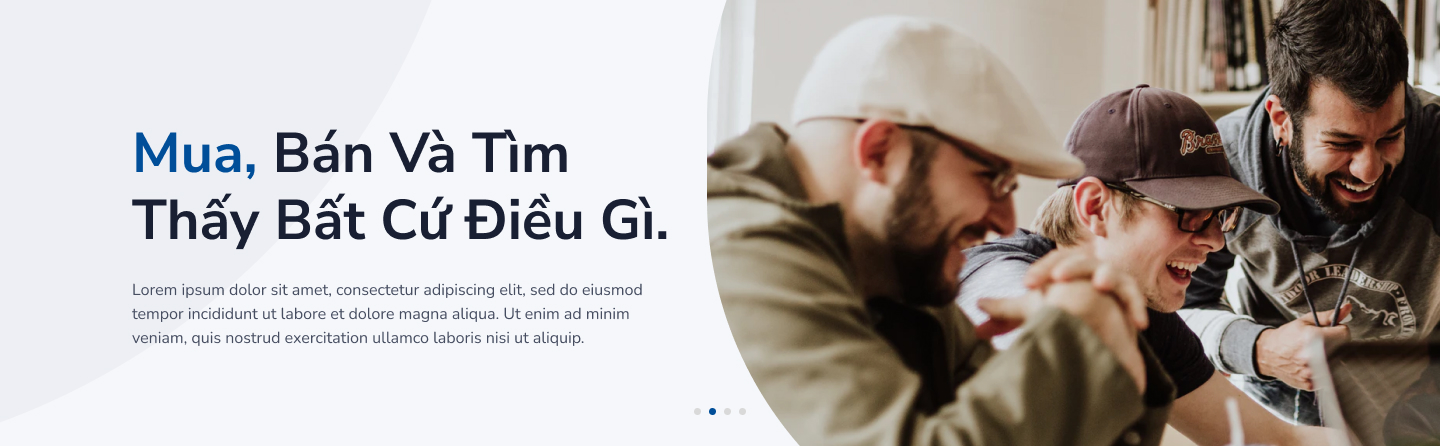 Mua, Bán Và Tìm
Thấy Bất Cứ Điều Gì.
Lorem ipsum dolor sit amet, consectetur adipiscing elit, sed do eiusmod
tempor incididunt ut labore et dolore magna aliqua. Ut enim ad minim
veniam, quis nostrud exercitation ullamco laboris nisi ut aliquip.